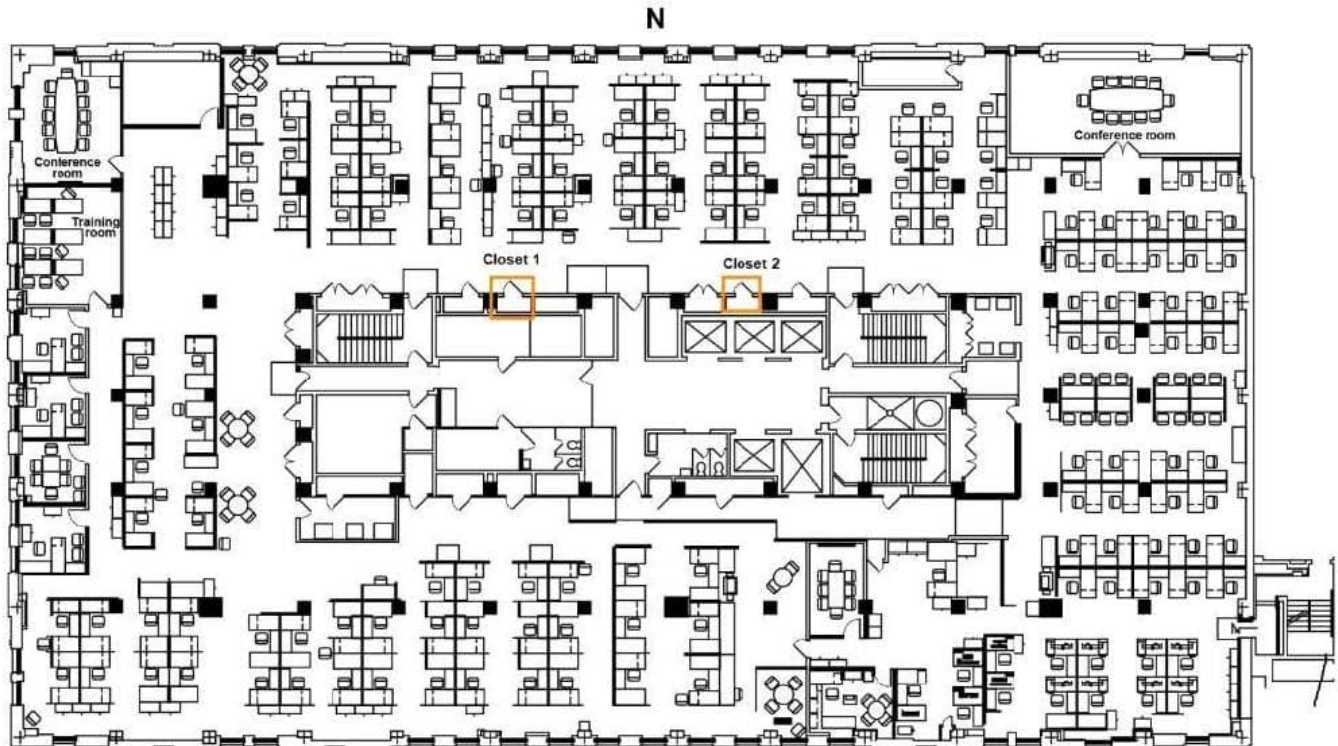 N
Conference
room
Conference room
Training
room
Closet 1
Closet 2